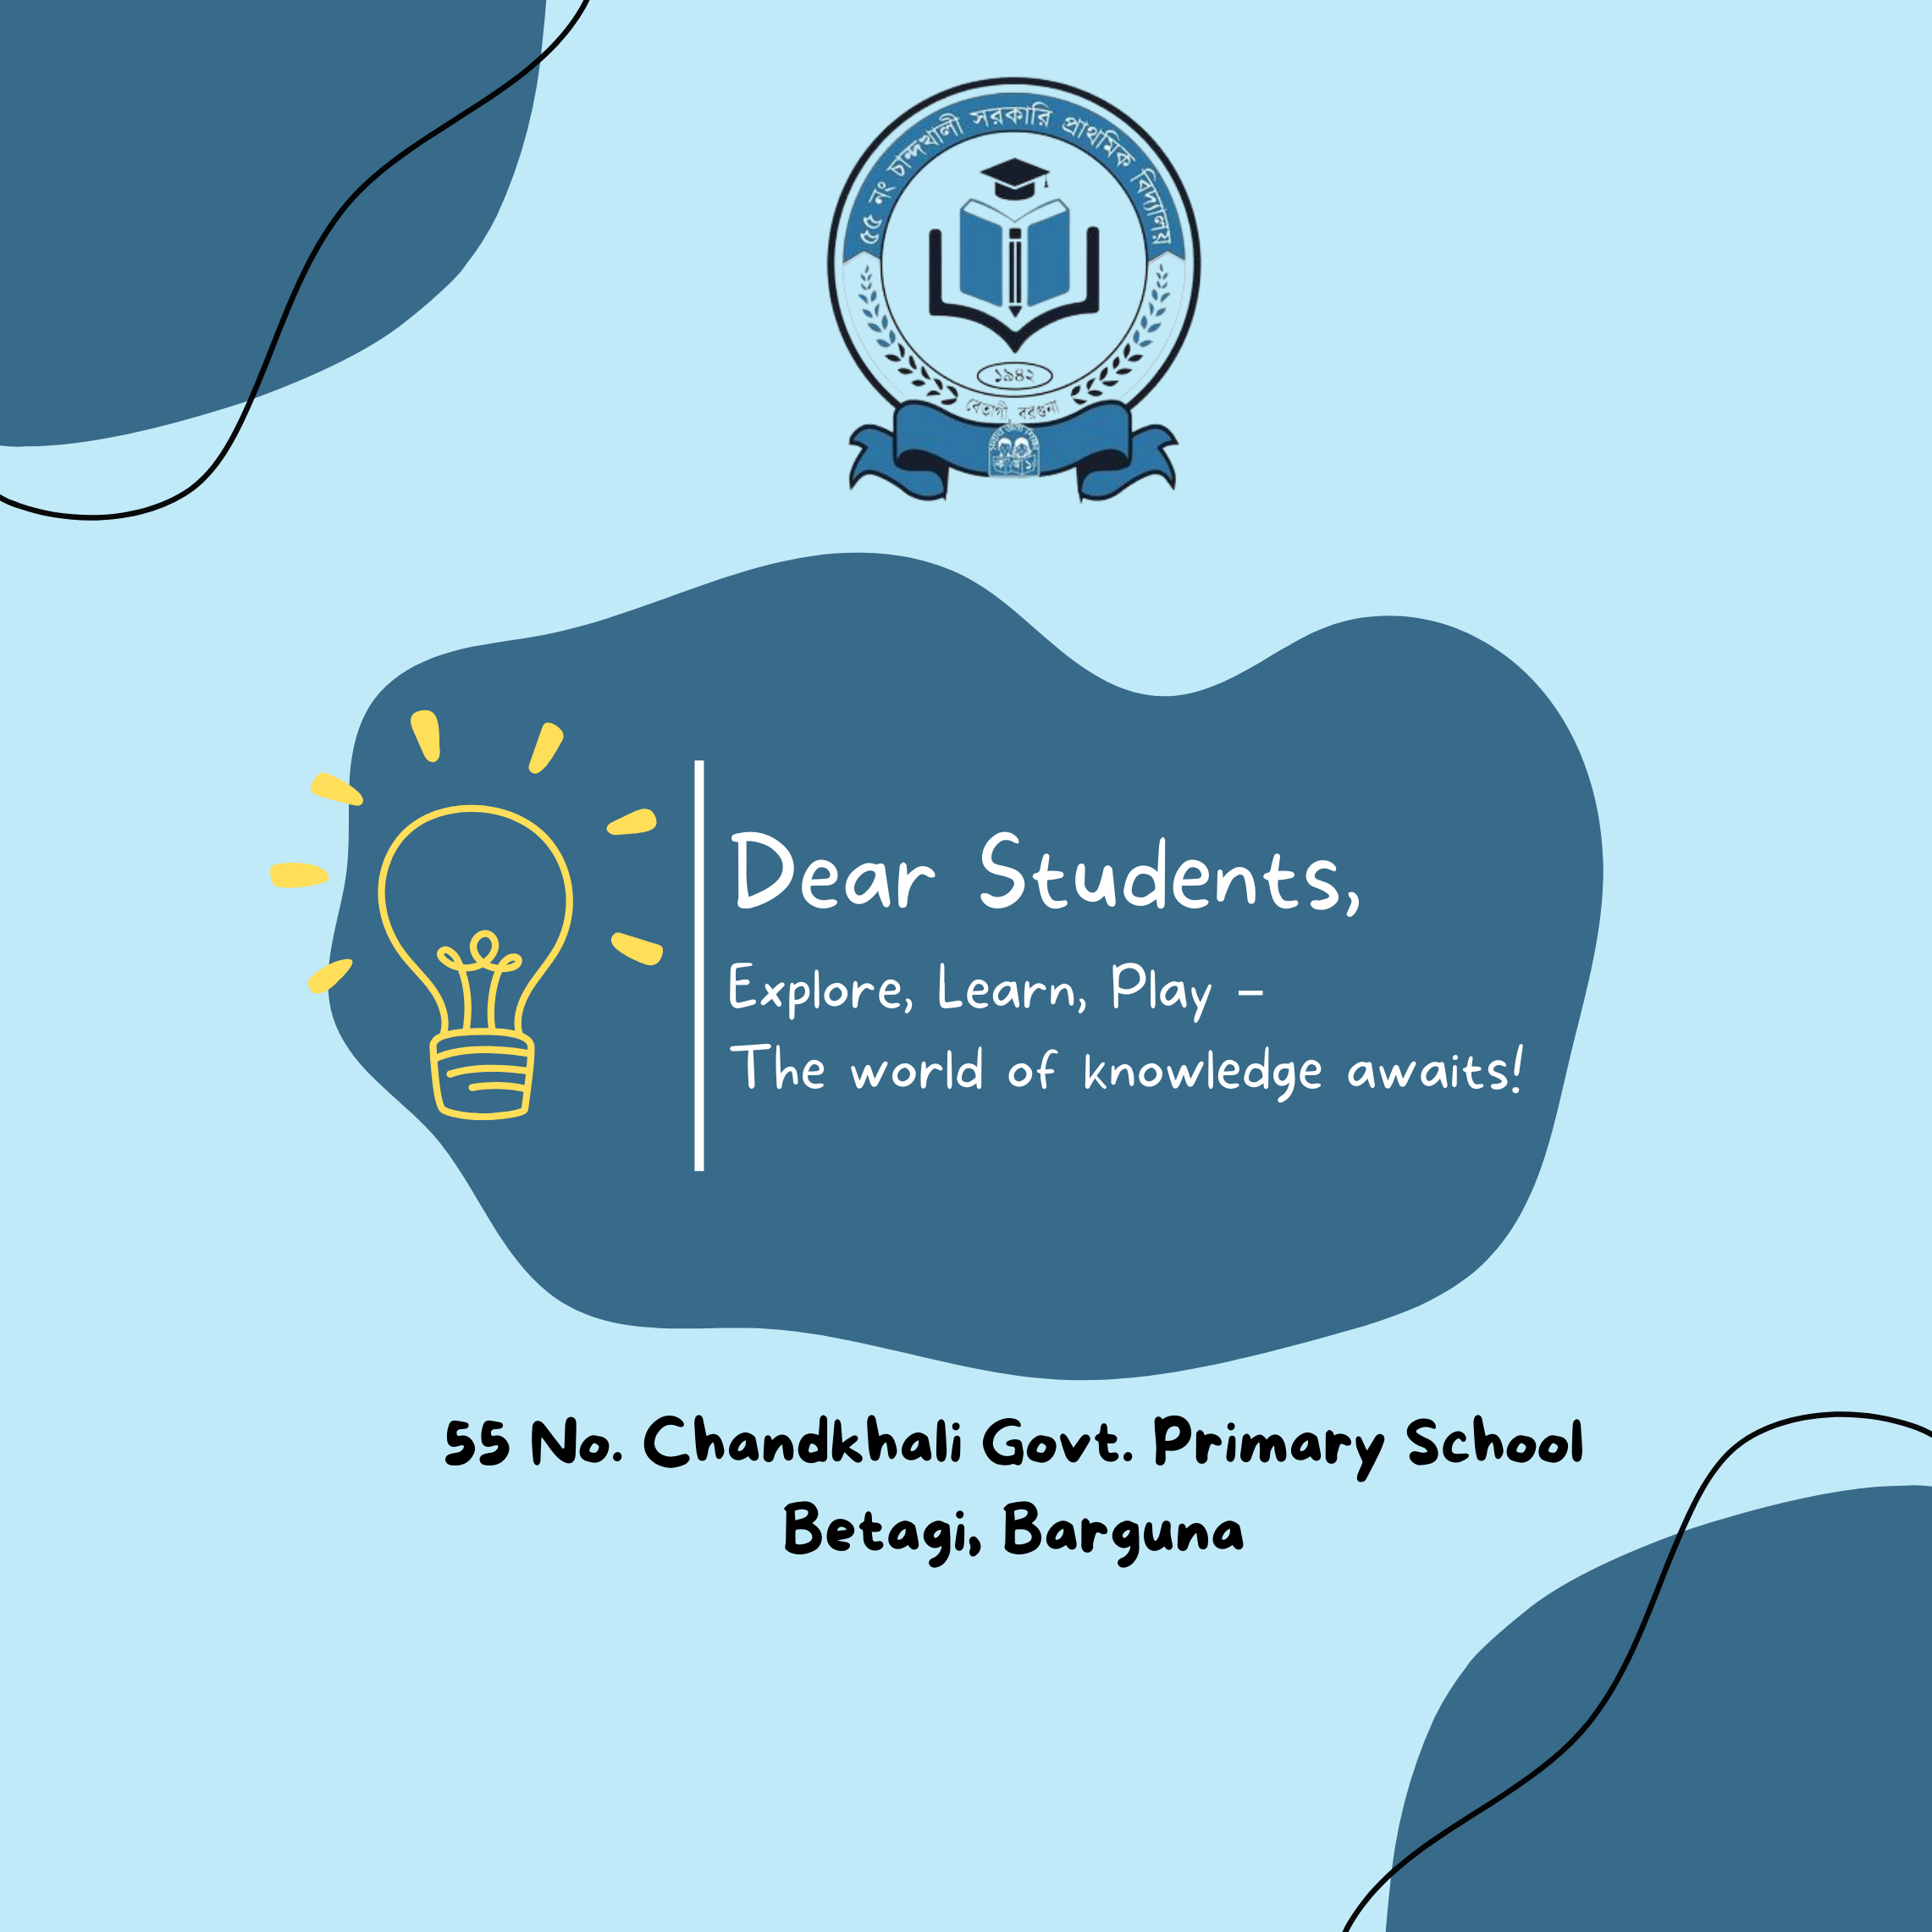 ৫৫ নং চান্দখালী সরকারি প্রাথমিক বিদ্যালয়
১৯৪২
বেতাগী, বরগুনা
Dear Students,
Explore, Learn, Play -
The world of knowledge awaits!
55 No. Chandkhali Govt. Primary School
Betagi, Barguna